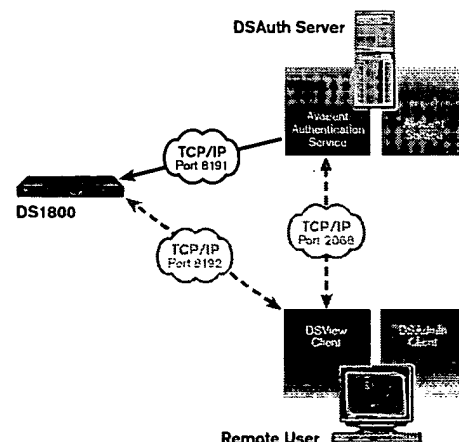 DSAuth Server
Avocent
Authentication
Service
TCP/IP
Port 8191
DS1800
TCP/IP
Port 8192
TCP/IP
Port 2068
DSView
Client
DSAdmin
Client
Remote User